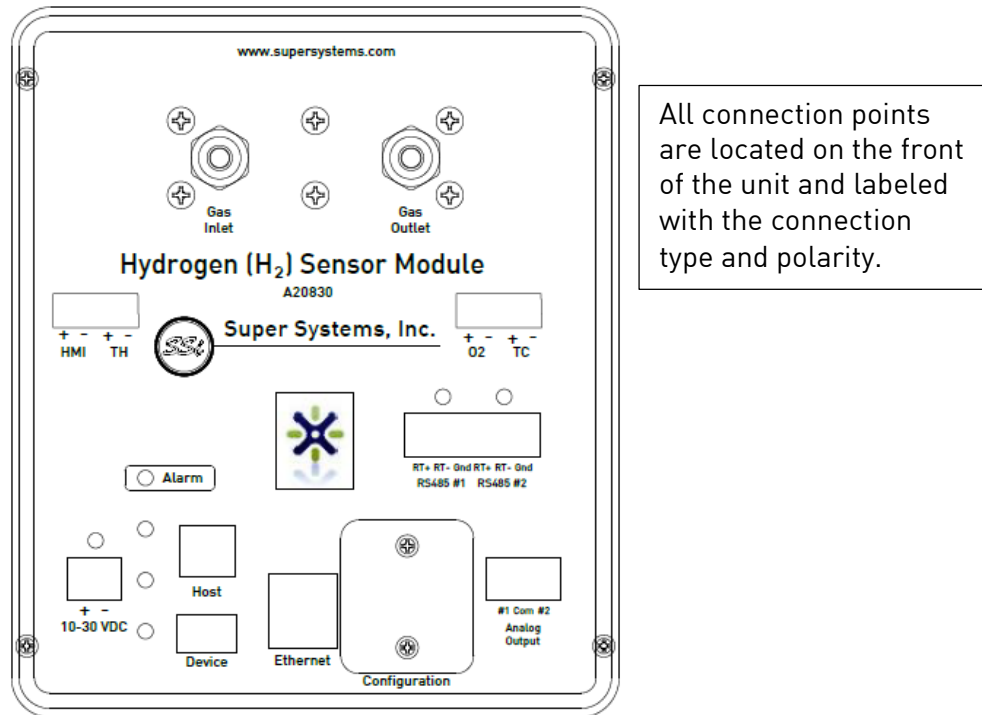 www.supersystems.com
All connection points
are located on the front
of the unit and labeled
with the connection
type and polarity.
Gas
Inlet
Gas
Outlet
Hydrogen (H₂) Sensor Module
A20830
+ - + -
HMI TH
SSi
Super Systems, Inc.
+ - + -
O2 TC
RT+ RT- Gnd RT+ RT- Gnd
RS485 #1 RS485 #2
Alarm
Host
+ -
10-30 VDC
Device
Ethernet
Configuration
#1 Com #2
Analog
Output